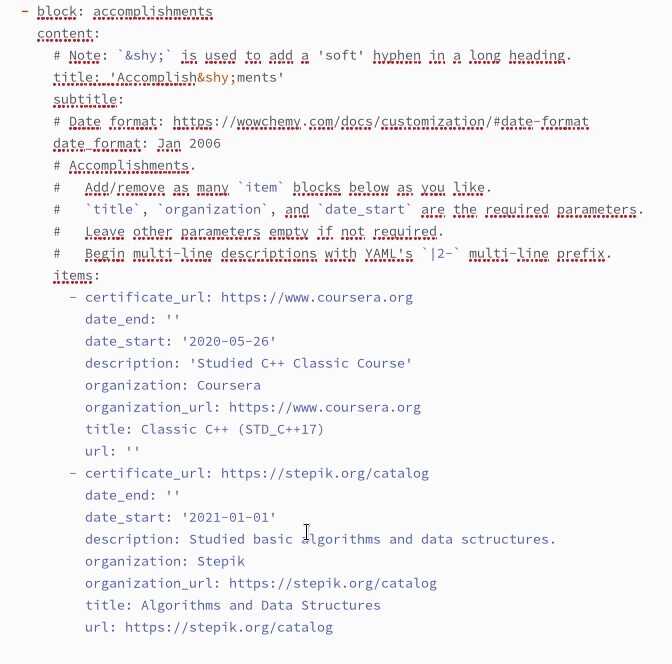 - block: accomplishments
content:
# Note: `&shy;` is used to add a 'soft' hyphen in a long heading.
title: 'Accomplish&shy;ments'
subtitle:
# Date format: https://wowchemy.com/docs/customization/#date-format
date_format: Jan 2006
# Accomplishments.
#   Add/remove as many `item` blocks below as you like.
#   `title`, `organization`, and `date_start` are the required parameters.
#   Leave other parameters empty if not required.
#   Begin multi-line descriptions with YAML's `|2-` multi-line prefix.
items:
- certificate_url: https://www.coursera.org
date_end: ''
date_start: '2020-05-26'
description: 'Studied C++ Classic Course'
organization: Coursera
organization_url: https://www.coursera.org
title: Classic C++ (STD_C++17)
url: ''
- certificate_url: https://stepik.org/catalog
date_end: ''
date_start: '2021-01-01'
description: Studied basic algorithms and data sctructures.
organization: Stepik
organization_url: https://stepik.org/catalog
title: Algorithms and Data Structures
url: https://stepik.org/catalog